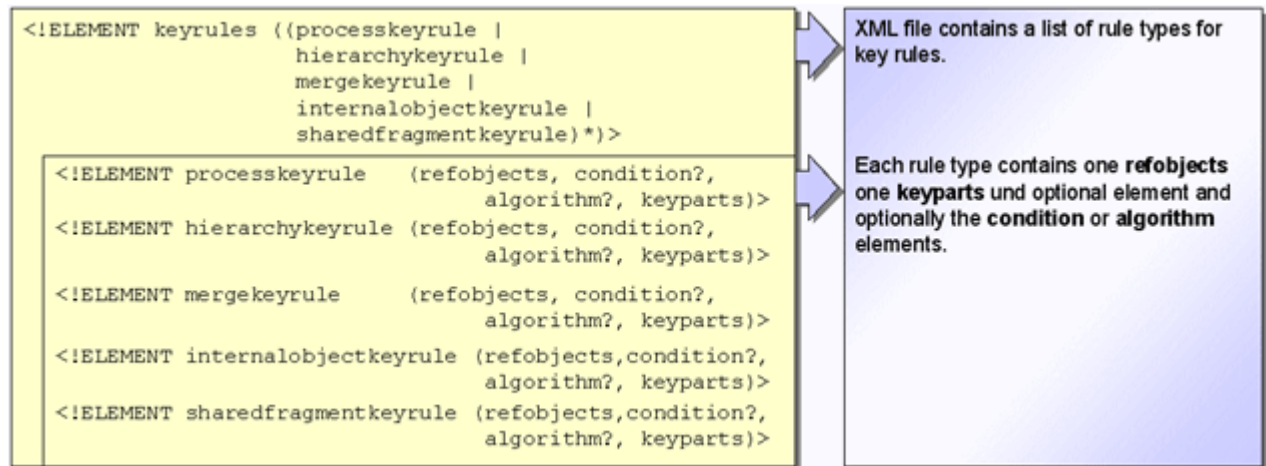 <!ELEMENT keyrules ((processkeyrule |
hierarchykeyrule |
mergekeyrule |
internalobjectkeyrule |
sharedfragmentkeyrule)*)>
<!ELEMENT processkeyrule (refobjects, condition?,
algorithm?, keyparts)>
<!ELEMENT hierarchykeyrule (refobjects, condition?,
algorithm?, keyparts)>
<!ELEMENT mergekeyrule (refobjects, condition?,
algorithm?, keyparts)>
<!ELEMENT internalobjectkeyrule (refobjects,condition?,
algorithm?, keyparts)>
<!ELEMENT sharedfragmentkeyrule (refobjects,condition?,
algorithm?, keyparts)>
XML file contains a list of rule types for
key rules.
Each rule type contains one refobjects
one keyparts und optional element and
optionally the condition or algorithm
elements.